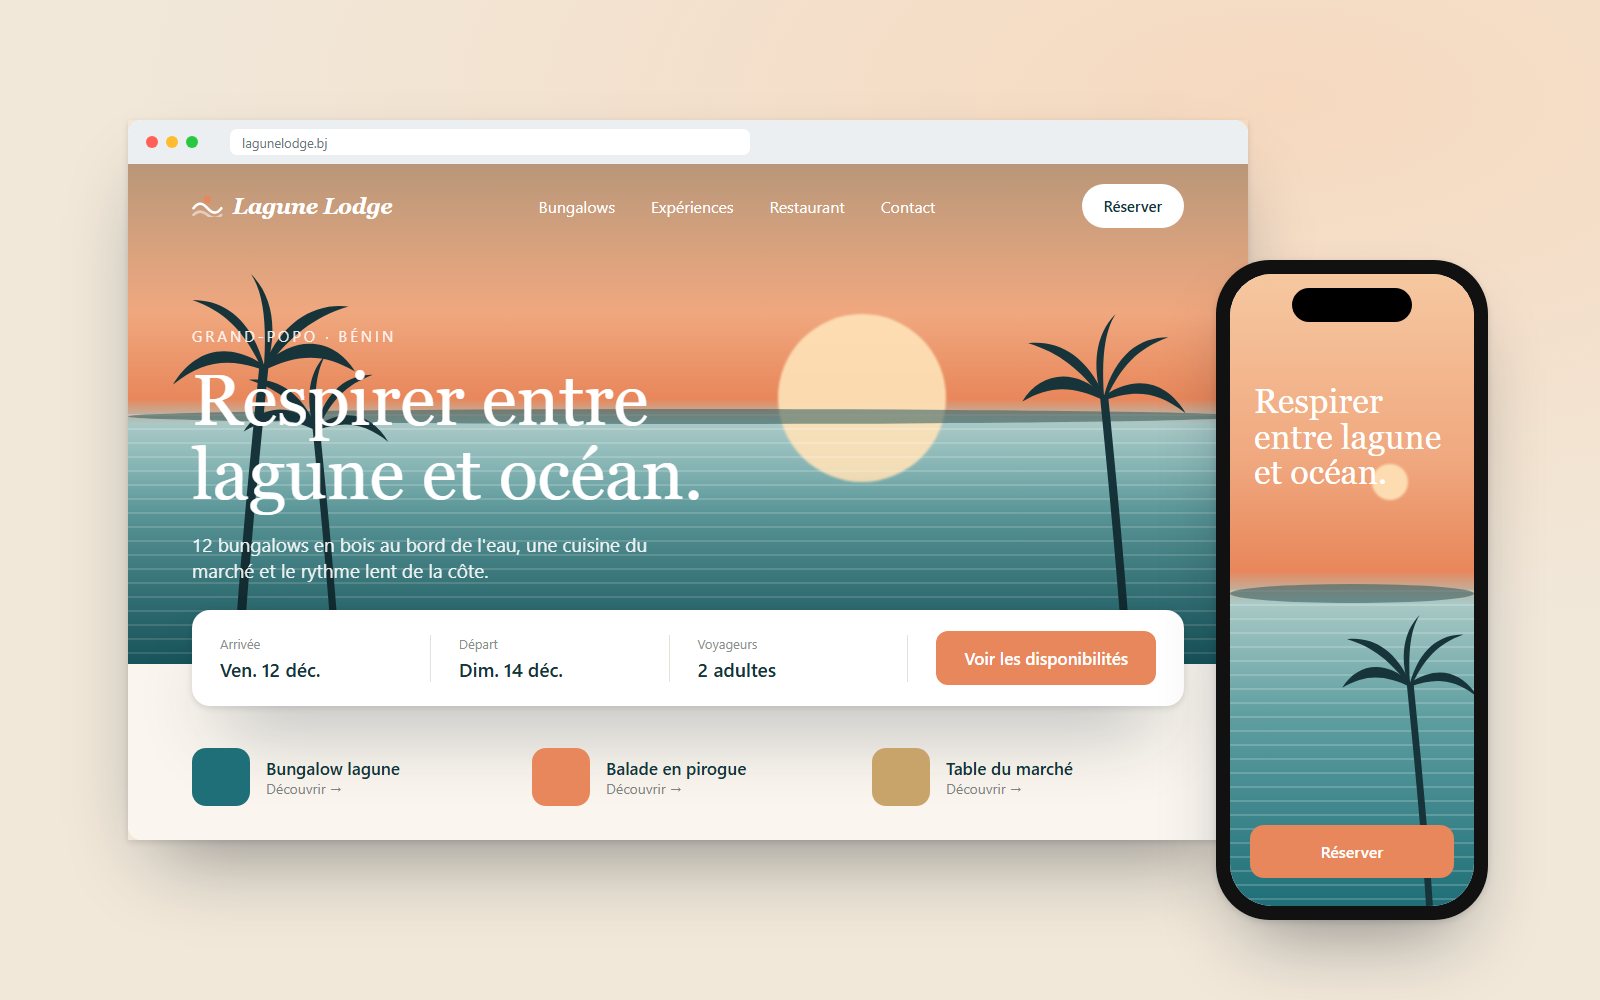 lagunelodge.bj
Lagune Lodge
Bungalows Expériences Restaurant Contact
Réserver
GRAND-POPO · BÉNIN
Respirer entre
lagune et océan.
12 bungalows en bois au bord de l'eau, une cuisine du
marché et le rythme lent de la côte.
Arrivée
Ven. 12 déc.
Départ
Dim. 14 déc.
Voyageurs
2 adultes
Voir les disponibilités
Bungalow lagune
Découvrir →
Balade en pirogue
Découvrir →
Table du marché
Découvrir →
Respirer
entre lagune
et océan.
Réserver